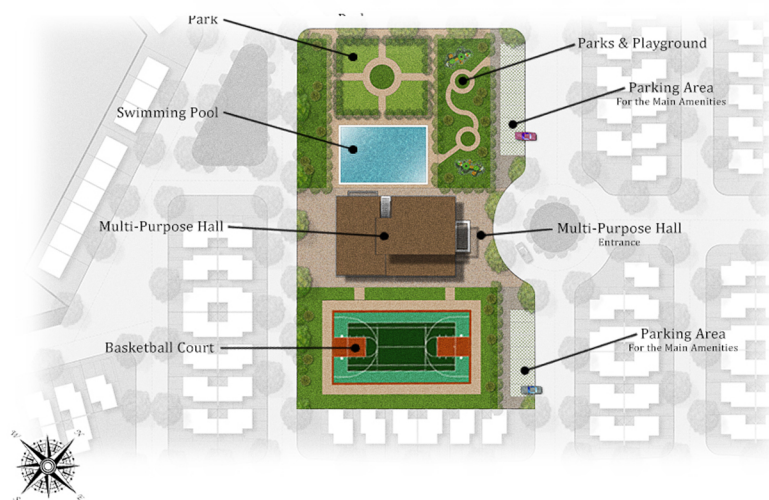 Park
Parks & Playground
Parking Area
For the Main Amenities
Swimming Pool
Multi-Purpose Hall
Multi-Purpose Hall
Entrance
Parking Area
For the Main Amenities
Basketball Court